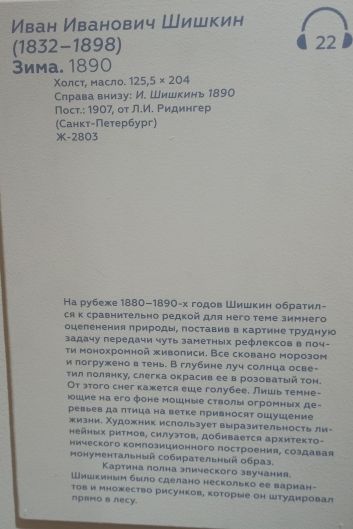 Иван Иванович Шишкин
(1832–1898)
Зима. 1890
22
Холст, масло. 125,5 × 204
Справа внизу: И. Шишкинъ 1890
Пост.: 1907, от Л.И. Ридингер
(Санкт-Петербург)
Ж-2803
На рубеже 1880–1890-х годов Шишкин обратил-
ся к сравнительно редкой для него теме зимнего
оцепенения природы, поставив в картине трудную
задачу передачи чуть заметных рефлексов в поч-
ти монохромной живописи. Все сковано морозом
и погружено в тень. В глубине луч солнца осве-
тил полянку, слегка окрасив ее в розоватый тон.
От этого снег кажется еще голубее. Лишь темне-
ющие на его фоне мощные стволы огромных де-
ревьев да птица на ветке привносят ощущение
жизни. Художник использует выразительность ли-
нейных ритмов, силуэтов, добивается архитекто-
нического композиционного построения, создавая
монументальный собирательный образ.
Картина полна эпического звучания.
Шишкиным было сделано несколько ее вариан-
тов и множество рисунков, которые он штудировал
прямо в лесу.